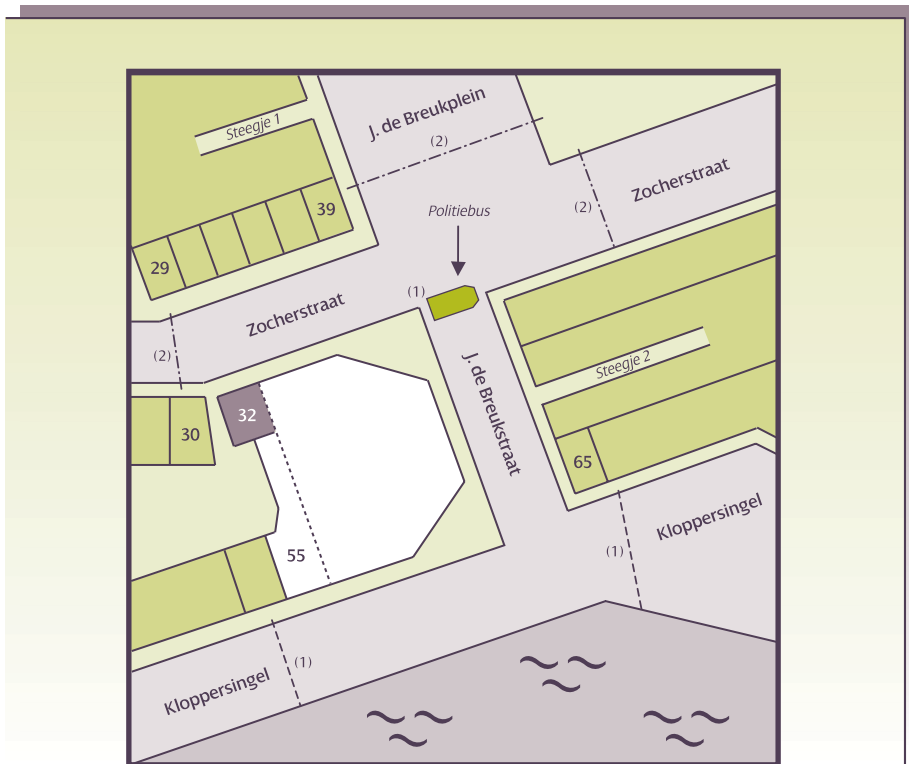 J. de Breukplein
Steegje 1
(2)
Zocherstraat
39
(2)
Politiebus
29
(1)
Zocherstraat
(2)
Steegje 2
J. de Breukstraat
32
30
65
Kloppersingel
55
(1)
(1)
Kloppersingel